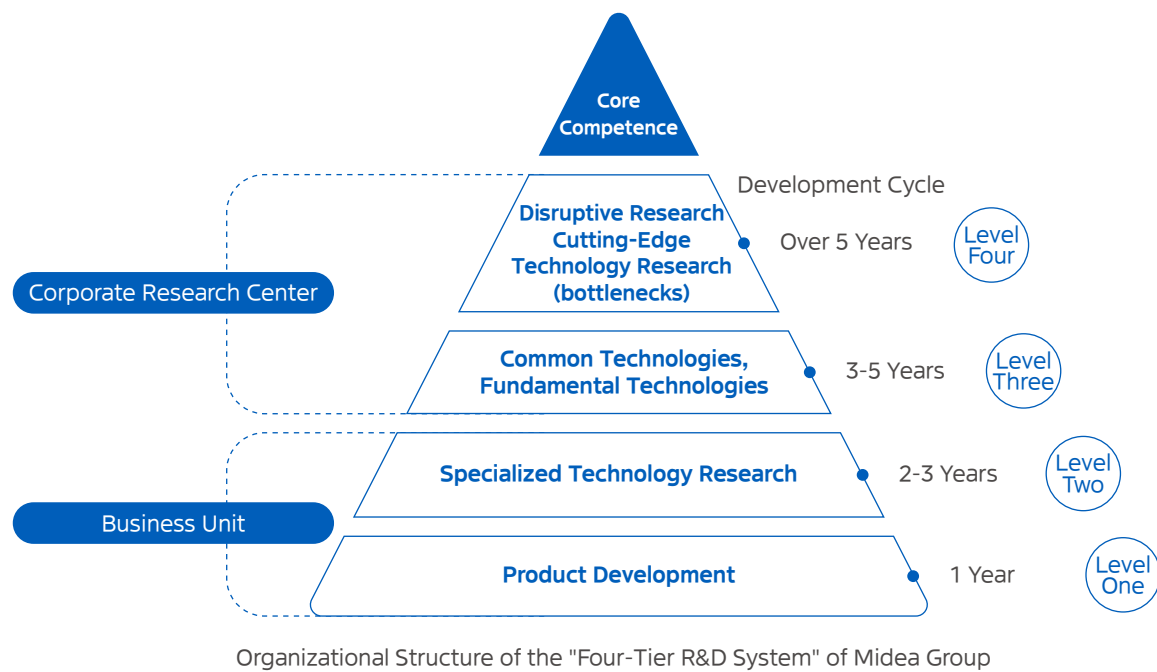 Core
Competence
Development Cycle
Disruptive Research
Cutting-Edge
Technology Research
(bottlenecks)
Over 5 Years
Level
Four
Corporate Research Center
Common Technologies,
Fundamental Technologies
3-5 Years
Level
Three
Specialized Technology Research
2-3 Years
Level
Two
Business Unit
Product Development
1 Year
Level
One
Organizational Structure of the "Four-Tier R&D System" of Midea Group